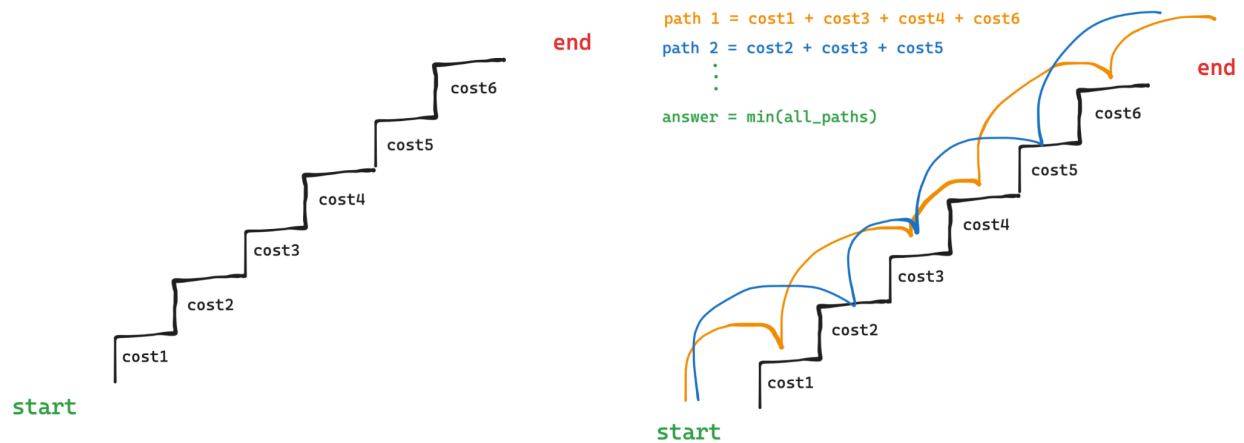 end
cost6
cost5
cost4
cost3
cost2
cost1
start
path 1 = cost1 + cost3 + cost4 + cost6
path 2 = cost2 + cost3 + cost5
answer = min(all_paths)
end
cost6
cost5
cost4
cost3
cost2
cost1
start